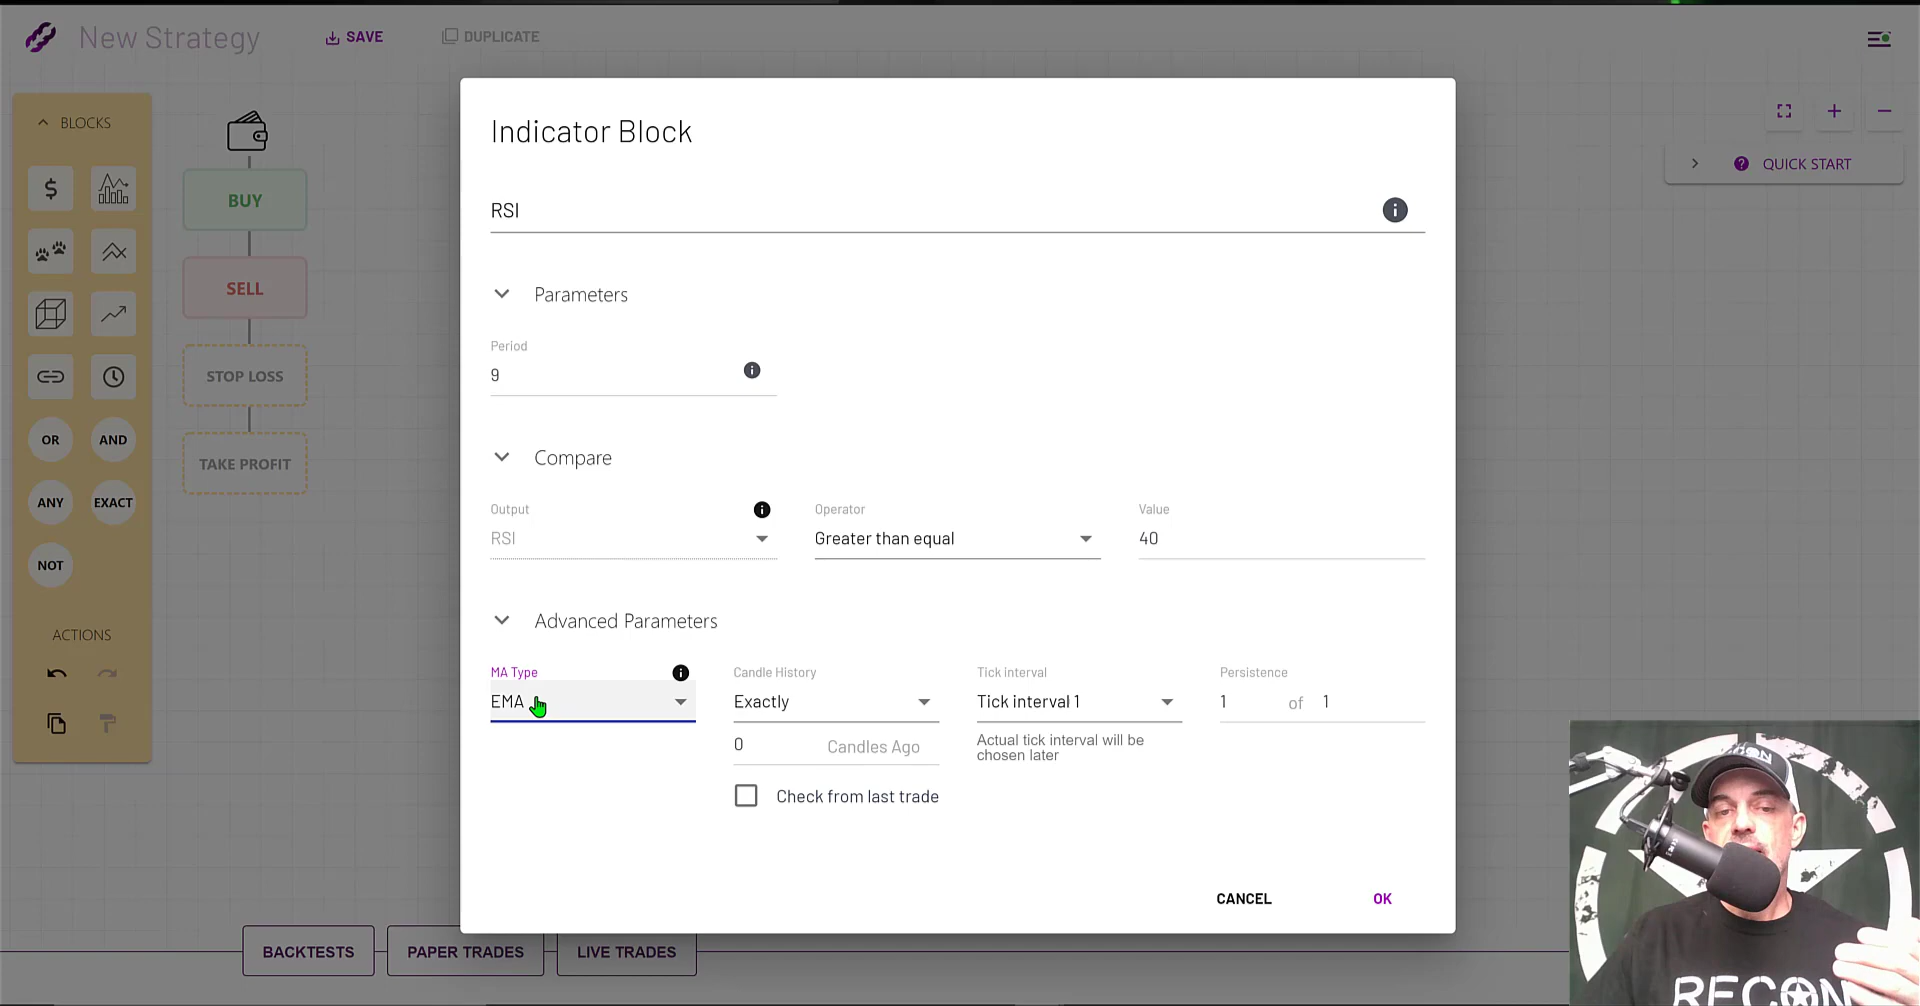 New Strategy
SAVE
DUPLICATE
BLOCKS
$
OR
AND
ANY
EXACT
NOT
ACTIONS
BUY
SELL
STOP LOSS
TAKE PROFIT
QUICK START
Indicator Block
RSI
Parameters
Period
9
Compare
Output
Operator
Value
RSI
Greater than equal
40
Advanced Parameters
MA Type
Candle History
Tick interval
Persistence
EMA
Exactly
Tick interval 1
1 of 1
0 Candles Ago
Actual tick interval will be
chosen later
Check from last trade
CANCEL
OK
BACKTESTS
PAPER TRADES
LIVE TRADES
RECON